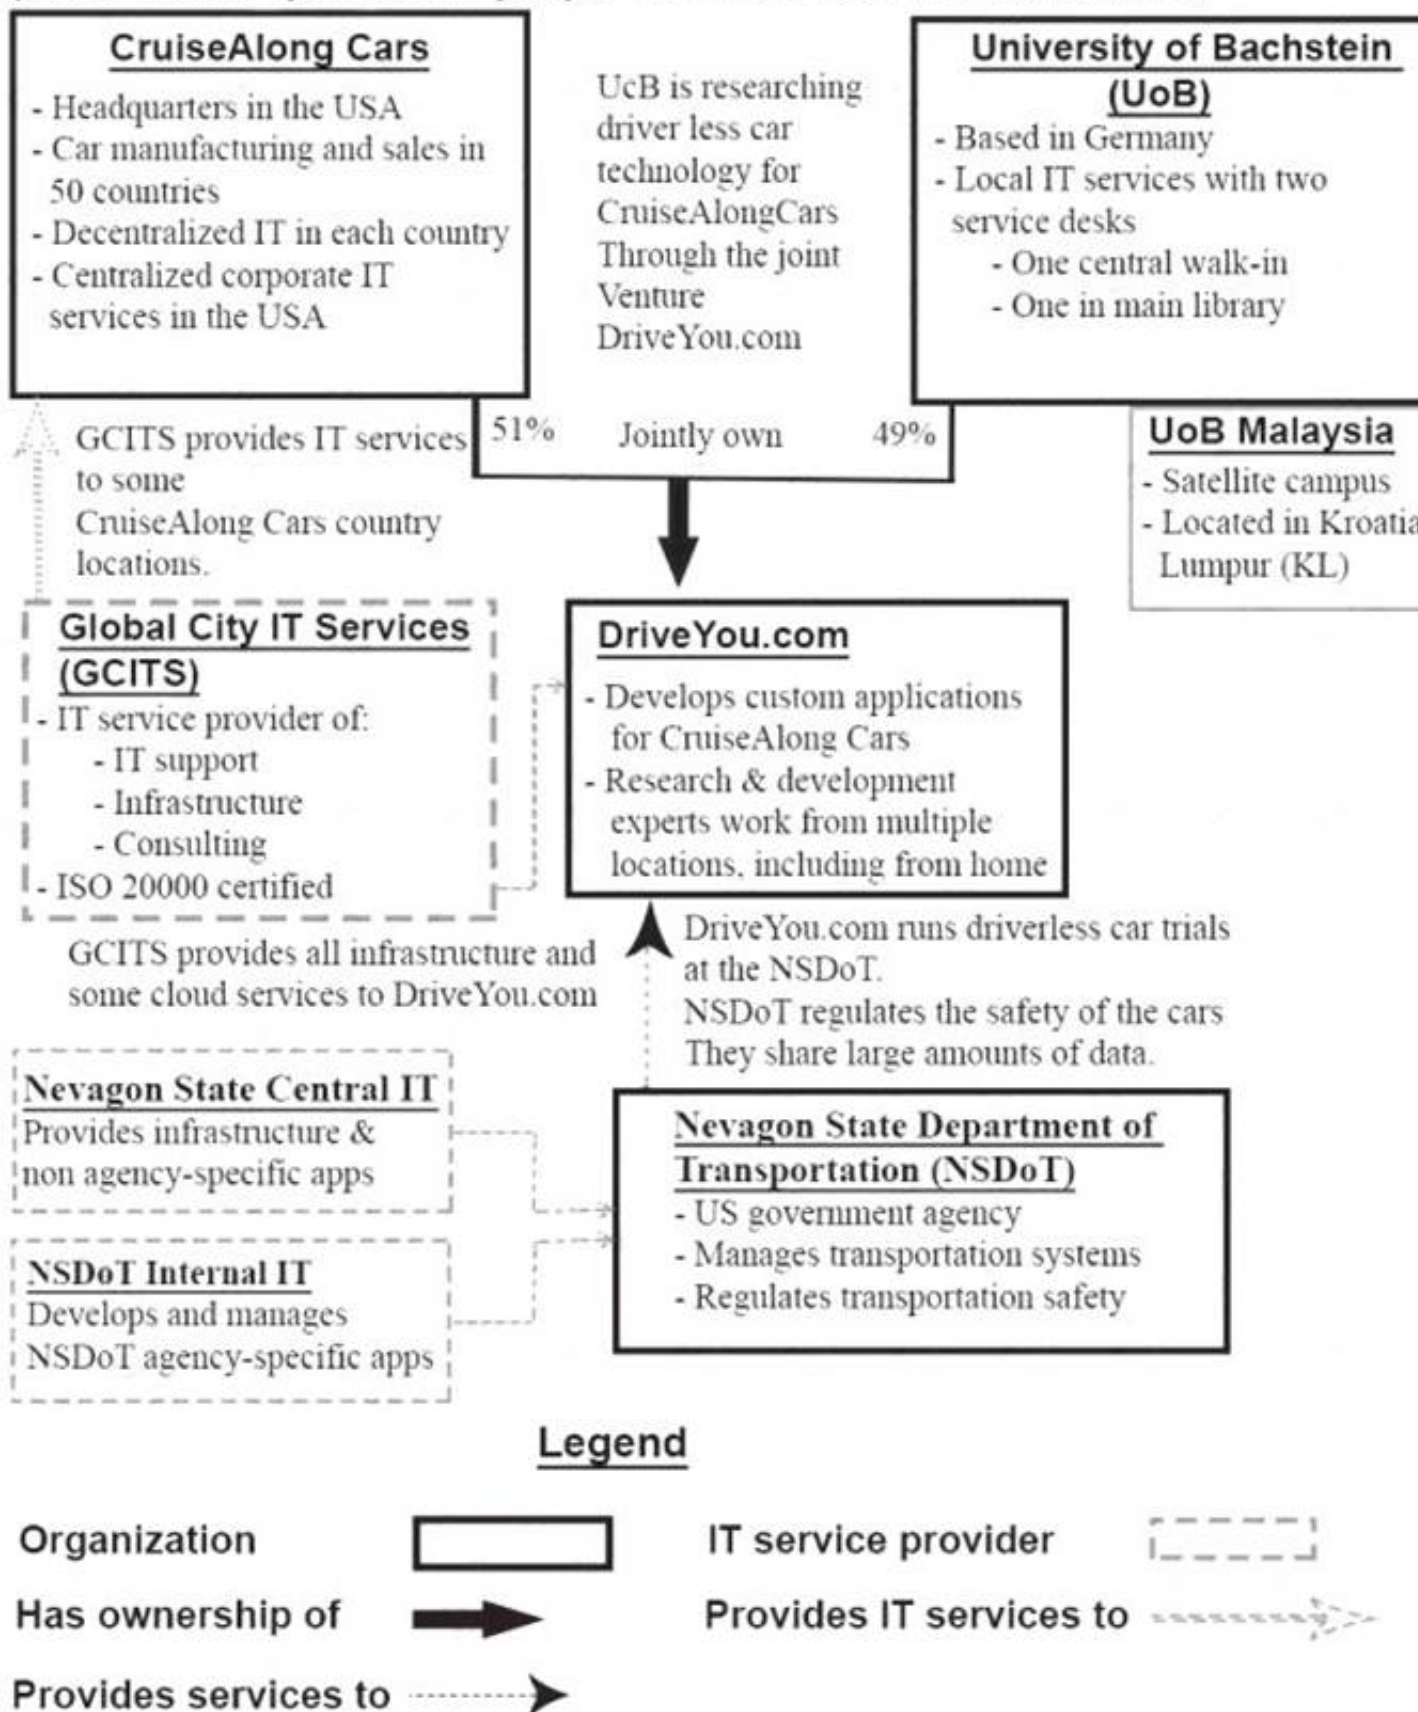 CruiseAlong Cars
- Headquarters in the USA
- Car manufacturing and sales in
50 countries
- Decentralized IT in each country
- Centralized corporate IT
services in the USA
UcB is researching
driver less car
technology for
CruiseAlongCars
Through the joint
Venture
DriveYou.com
University of Bachstein
(UoB)
- Based in Germany
- Local IT services with two
service desks
- One central walk-in
- One in main library
51% Jointly own 49%
UoB Malaysia
- Satellite campus
- Located in Kroatia
Lumpur (KL)
GCITS provides IT services
to some
CruiseAlong Cars country
locations.
Global City IT Services
(GCITS)
- IT service provider of:
- IT support
- Infrastructure
- Consulting
- ISO 20000 certified
DriveYou.com
- Develops custom applications
for CruiseAlong Cars
- Research & development
experts work from multiple
locations, including from home
GCITS provides all infrastructure and
some cloud services to DriveYou.com
DriveYou.com runs driverless car trials
at the NSDoT.
NSDoT regulates the safety of the cars
They share large amounts of data.
Nevagon State Central IT
Provides infrastructure &
non agency-specific apps
NSDoT Internal IT
Develops and manages
NSDoT agency-specific apps
Nevagon State Department of
Transportation (NSDoT)
- US government agency
- Manages transportation systems
- Regulates transportation safety
Legend
Organization
IT service provider
Has ownership of
Provides IT services to
Provides services to